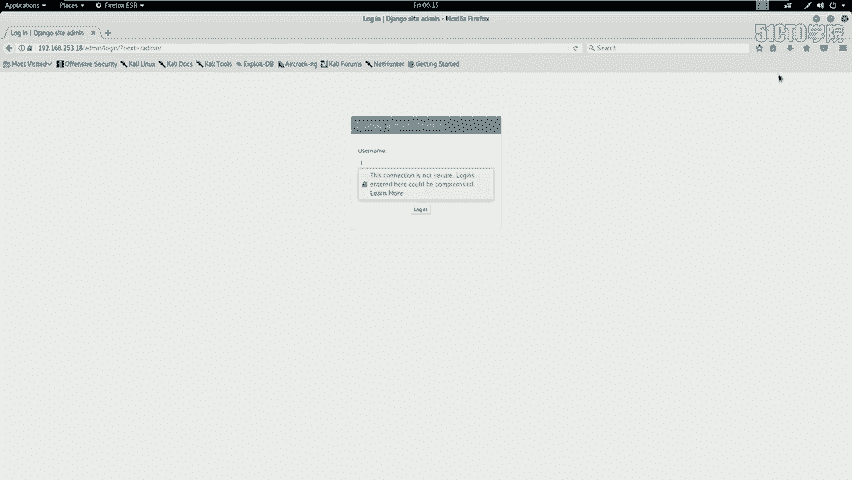 Applications Places Firefox ESR Fri 00:15
Log in | Django site admin - Mozilla Firefox
Log in | Django site admin
51CTO学院
192.168.253.18/admin/login/?next=/admin/ Search
Most Visited Offensive Security Kali Linux Kali Docs Kali Tools Exploit-DB Aircrack-ng Kali Forums NetHunter Getting Started
Username:
This connection is not secure. Logins
entered here could be compromised.
Learn More
Log in